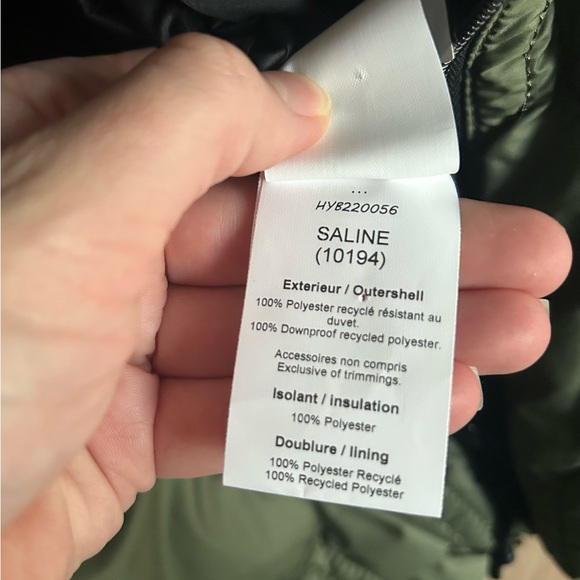 ...
HYB220056
SALINE
(10194)
Exterieur / Outershell
100% Polyester recyclé résistant au
duvet.
100% Downproof recycled polyester.
Accessoires non compris
Exclusive of trimmings.
Isolant / insulation
100% Polyester
Doublure / lining
100% Polyester Recyclé
100% Recycled Polyester